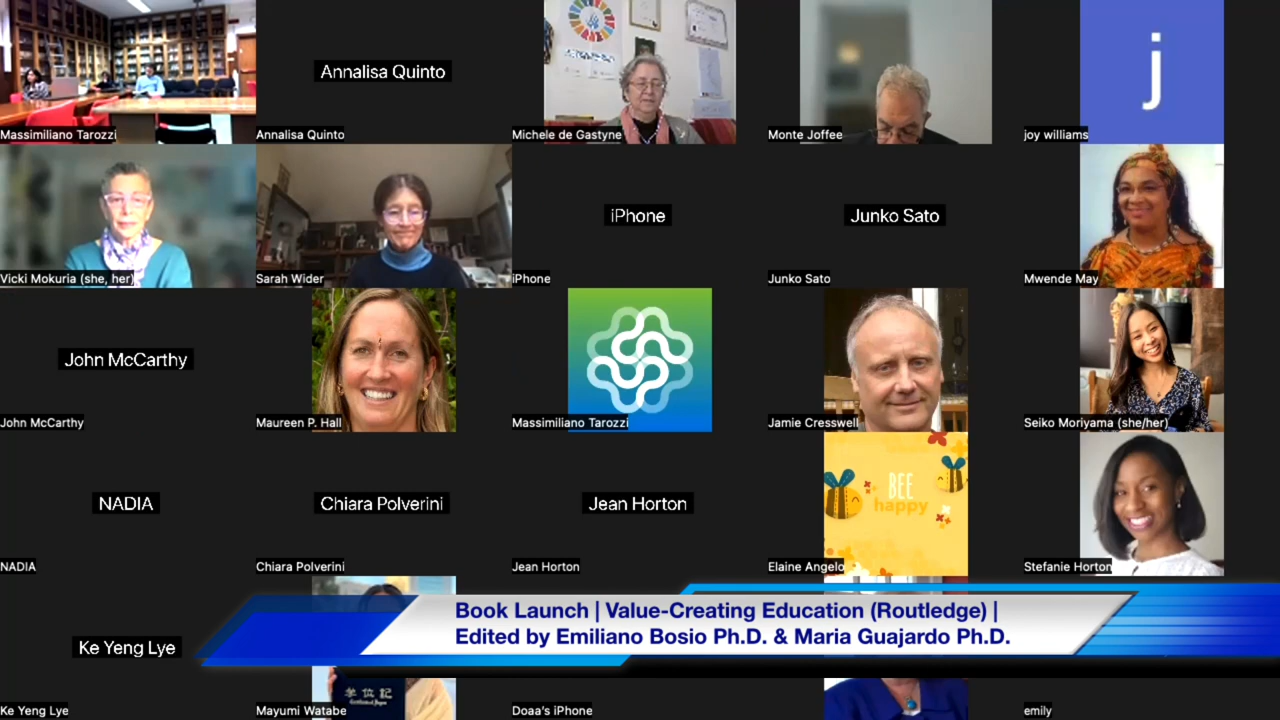 Massimiliano Tarozzi
Annalisa Quinto
Annalisa Quinto
Michele de Gastyne
Monte Joffee
j
joy williams
Vicki Mokuria (she, her)
Sarah Wider
iPhone
iPhone
Junko Sato
Junko Sato
Mwende May
John McCarthy
John McCarthy
Maureen P. Hall
Massimiliano Tarozzi
Jamie Cresswell
Seiko Moriyama (she/her)
NADIA
NADIA
Chiara Polverini
Chiara Polverini
Jean Horton
Jean Horton
BEE
happy
Elaine Angelo
Stefanie Horton
Book Launch | Value-Creating Education (Routledge) |
Edited by Emiliano Bosio Ph.D. & Maria Guajardo Ph.D.
Ke Yeng Lye
Ke Yeng Lye
学位記
Mayumi Watabe
Doaa's iPhone
emily